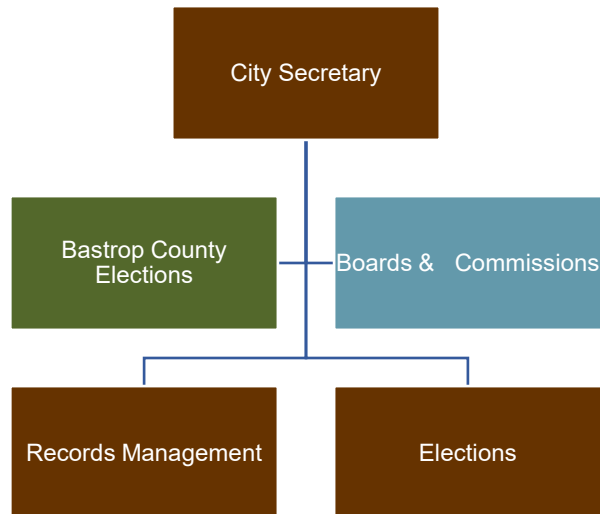 City Secretary
Bastrop County
Elections
Boards &   Commissions
Records Management
Elections